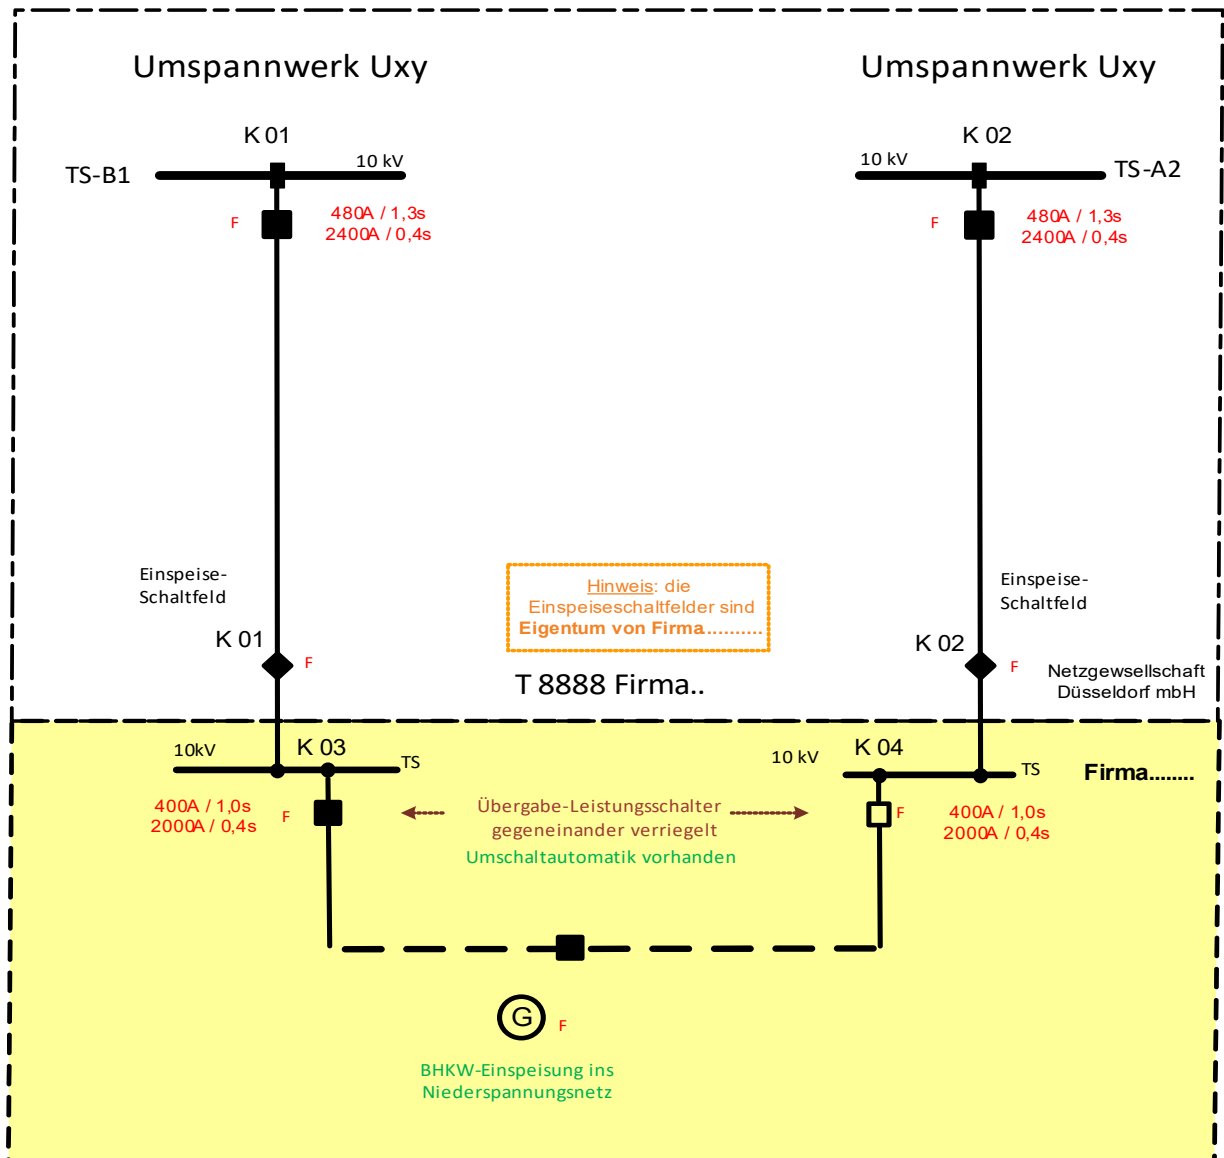 Umspannwerk Uxy
Umspannwerk Uxy
K 01
K 02
TS-B1
10 kV
10 kV
TS-A2
F
480A / 1,3s
2400A / 0,4s
F
480A / 1,3s
2400A / 0,4s
Einspeise-
Schaltfeld
Hinweis: die
Einspeiseschaltfelder sind
Eigentum von Firma..........
Einspeise-
Schaltfeld
K 01
F
K 02
F
T 8888 Firma..
Netzgewsellschaft
Düsseldorf mbH
10kV
K 03
TS
10 kV
K 04
TS
Firma........
400A / 1,0s
2000A / 0,4s
F
Übergabe-Leistungsschalter
gegeneinander verriegelt
Umschaltautomatik vorhanden
F
400A / 1,0s
2000A / 0,4s
G
F
BHKW-Einspeisung ins
Niederspannungsnetz